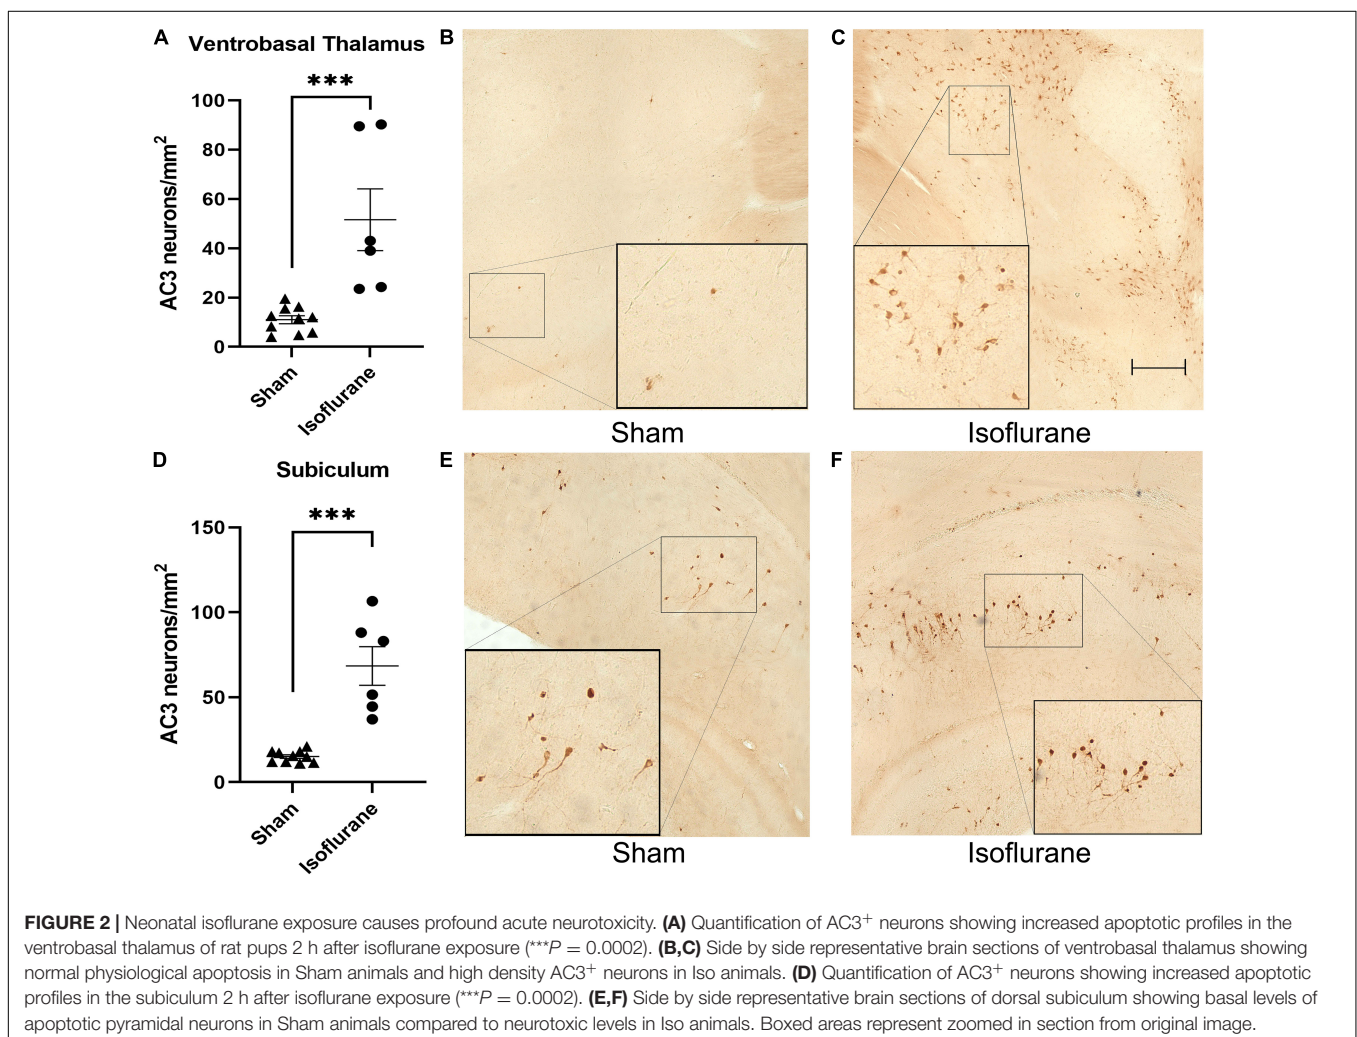 A
Ventrobasal Thalamus
***
AC3 neurons/mm²
100
80
60
40
20
0
Sham
Isoflurane
B
Sham
C
Isoflurane
D
Subiculum
***
AC3 neurons/mm²
150
100
50
0
Sham
Isoflurane
E
Sham
F
Isoflurane
FIGURE 2 | Neonatal isoflurane exposure causes profound acute neurotoxicity. (A) Quantification of AC3⁺ neurons showing increased apoptotic profiles in the
ventrobasal thalamus of rat pups 2 h after isoflurane exposure (***P = 0.0002). (B,C) Side by side representative brain sections of ventrobasal thalamus showing
normal physiological apoptosis in Sham animals and high density AC3⁺ neurons in Iso animals. (D) Quantification of AC3⁺ neurons showing increased apoptotic
profiles in the subiculum 2 h after isoflurane exposure (***P = 0.0002). (E,F) Side by side representative brain sections of dorsal subiculum showing basal levels of
apoptotic pyramidal neurons in Sham animals compared to neurotoxic levels in Iso animals. Boxed areas represent zoomed in section from original image.